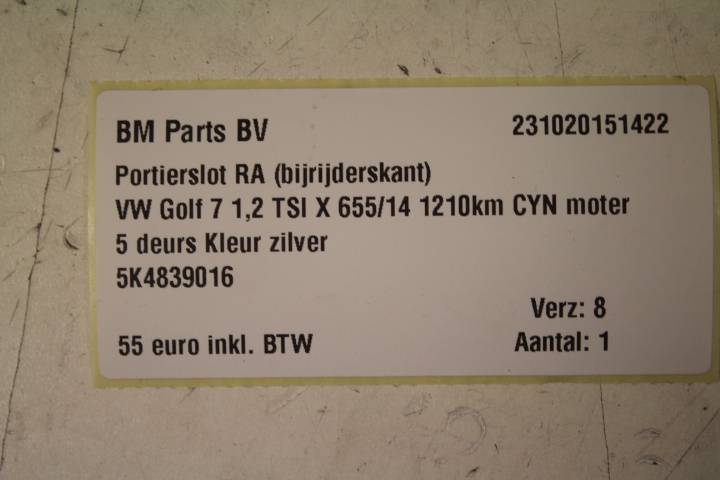 BM Parts BV 231020151422
Portierslot RA (bijrijderskant)
VW Golf 7 1,2 TSI X 655/14 1210km CYN moter
5 deurs Kleur zilver
5K4839016
Verz: 8
55 euro inkl. BTW Aantal: 1